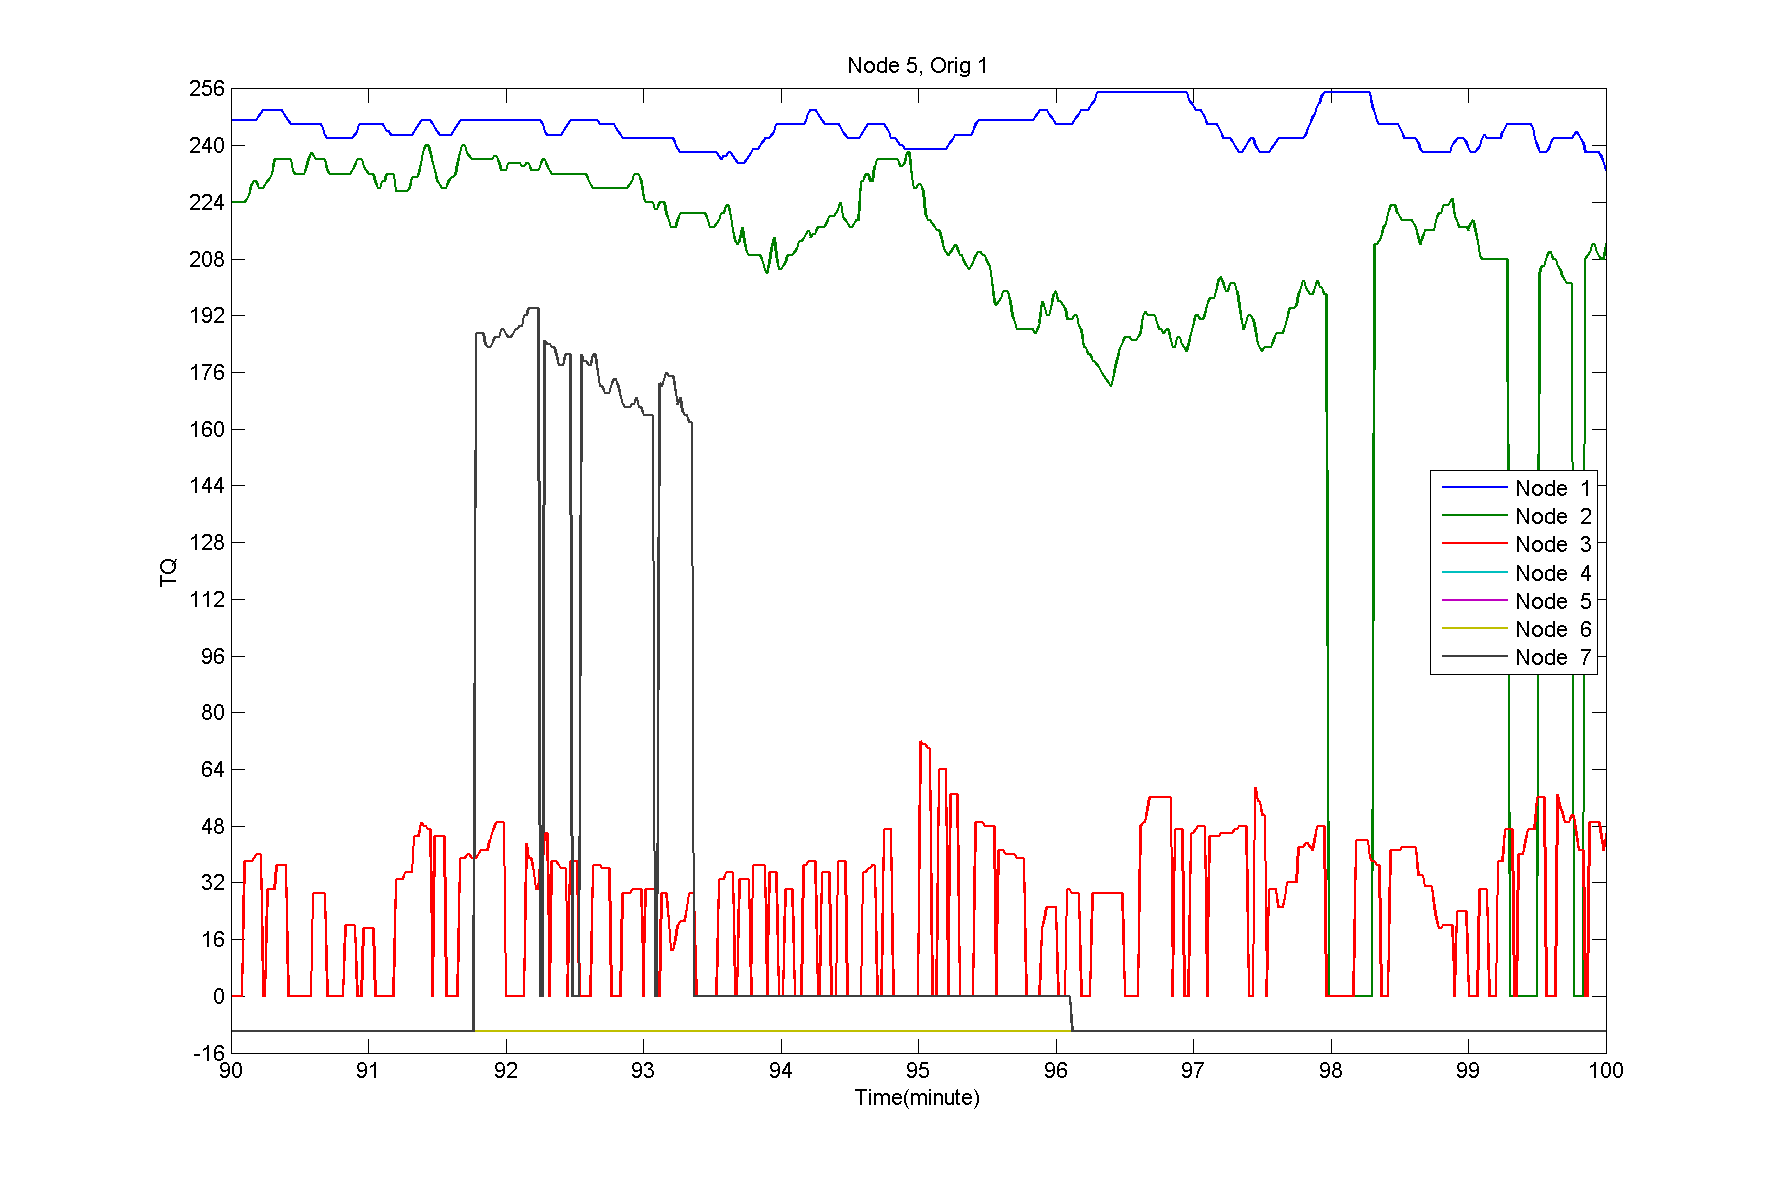 Node 5, Orig 1
256
240
224
208
192
176
160
144
128
112
96
80
64
48
32
16
0
-16
TQ
Node 1
Node 2
Node 3
Node 4
Node 5
Node 6
Node 7
90 91 92 93 94 95 96 97 98 99 100
Time(minute)